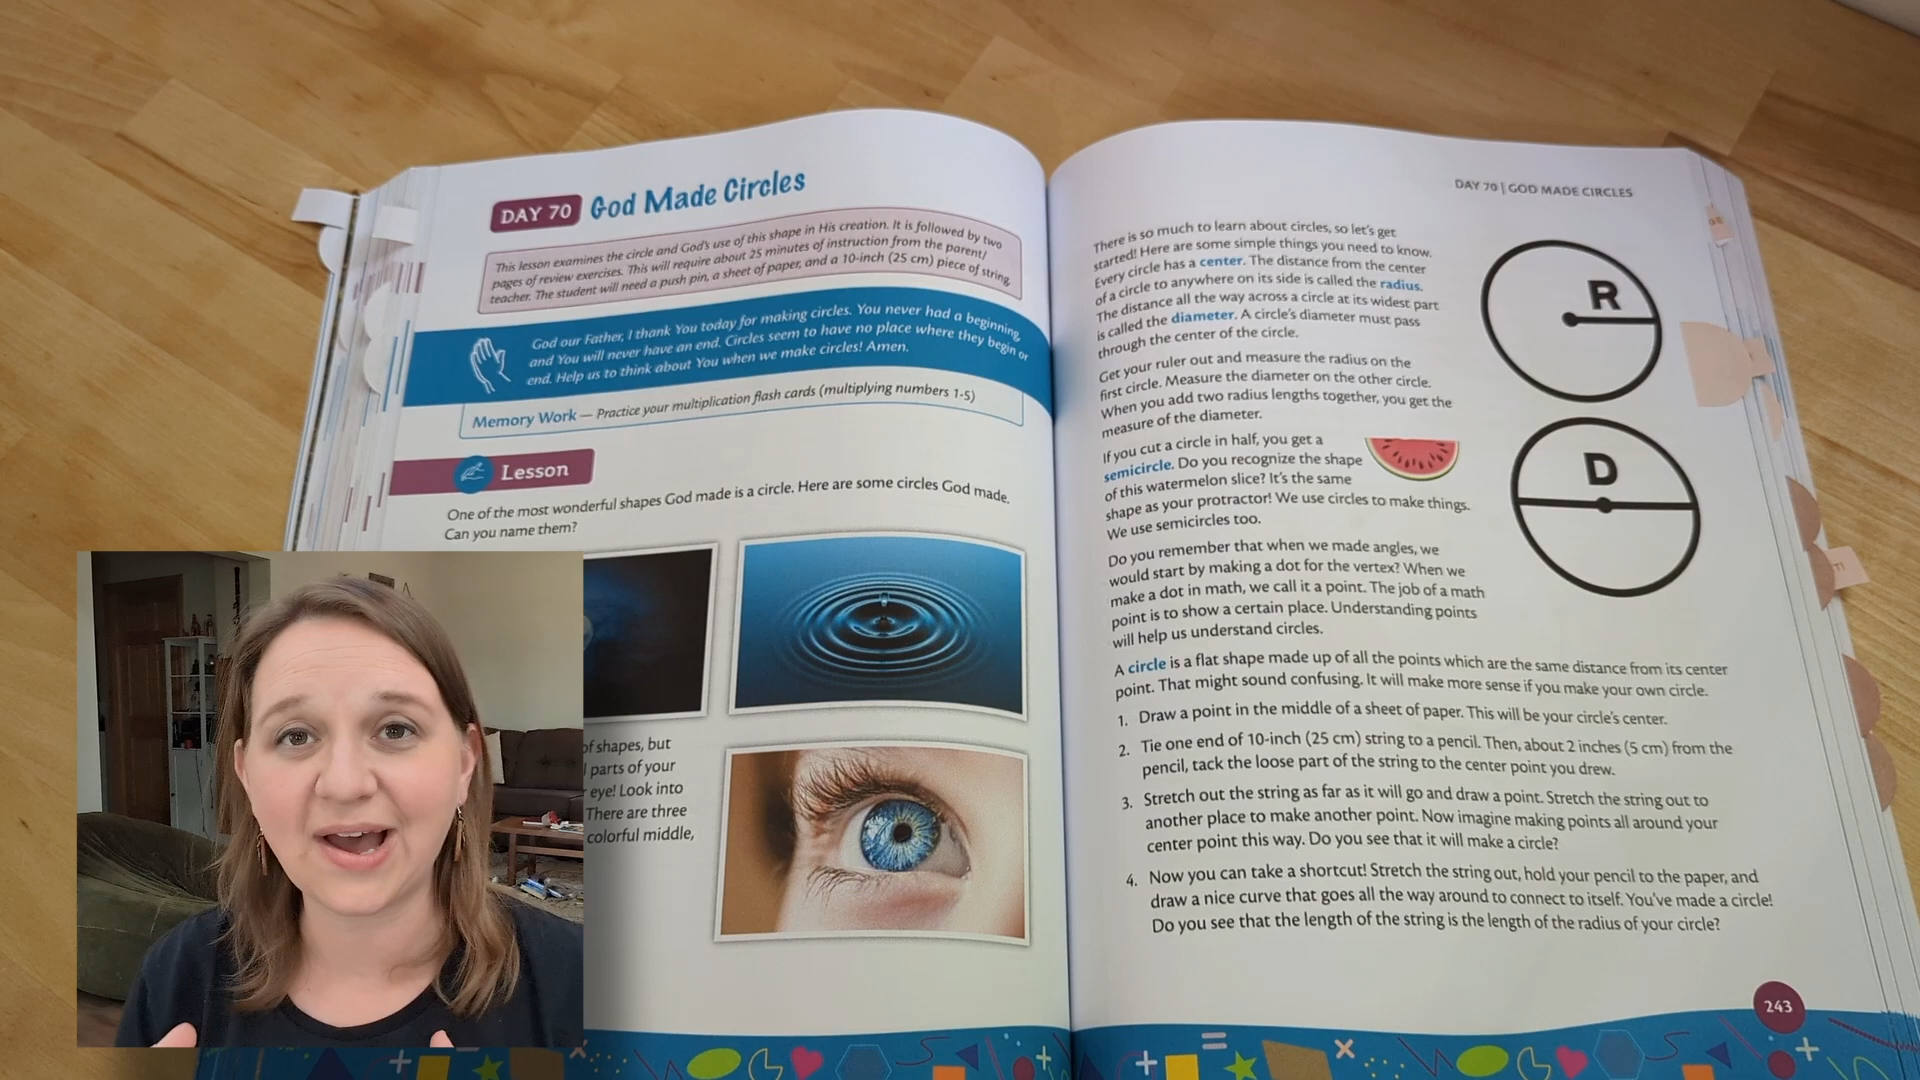 DAY 70 God Made Circles
This lesson examines the circle and God's use of this shape in His creation. It is followed by two
pages of review exercises. This will require about 25 minutes of instruction from the parent/
teacher. The student will need a push pin, a sheet of paper, and a 10-inch (25 cm) piece of string.
God our Father, I thank You today for making circles. You never had a beginning,
and You will never have an end. Circles seem to have no place where they begin or
end. Help us to think about You when we make circles! Amen.
Memory Work — Practice your multiplication flash cards (multiplying numbers 1-5)
Lesson
One of the most wonderful shapes God made is a circle. Here are some circles God made.
Can you name them?
of shapes, but
parts of your
eye! Look into
There are three
colorful middle,
DAY 70 | GOD MADE CIRCLES
There is so much to learn about circles, so let's get
started! Here are some simple things you need to know.
Every circle has a center. The distance from the center
of a circle to anywhere on its side is called the radius.
The distance all the way across a circle at its widest part
is called the diameter. A circle's diameter must pass
through the center of the circle.
R
Get your ruler out and measure the radius on the
first circle. Measure the diameter on the other circle.
When you add two radius lengths together, you get the
measure of the diameter.
If you cut a circle in half, you get a
semicircle. Do you recognize the shape
of this watermelon slice? It's the same
shape as your protractor! We use circles to make things.
We use semicircles too.
D
Do you remember that when we made angles, we
would start by making a dot for the vertex? When we
make a dot in math, we call it a point. The job of a math
point is to show a certain place. Understanding points
will help us understand circles.
A circle is a flat shape made up of all the points which are the same distance from its center
point. That might sound confusing. It will make more sense if you make your own circle.
1. Draw a point in the middle of a sheet of paper. This will be your circle's center.
2. Tie one end of 10-inch (25 cm) string to a pencil. Then, about 2 inches (5 cm) from the
pencil, tack the loose part of the string to the center point you drew.
3. Stretch out the string as far as it will go and draw a point. Stretch the string out to
another place to make another point. Now imagine making points all around your
center point this way. Do you see that it will make a circle?
4. Now you can take a shortcut! Stretch the string out, hold your pencil to the paper, and
draw a nice curve that goes all the way around to connect to itself. You've made a circle!
Do you see that the length of the string is the length of the radius of your circle?
243